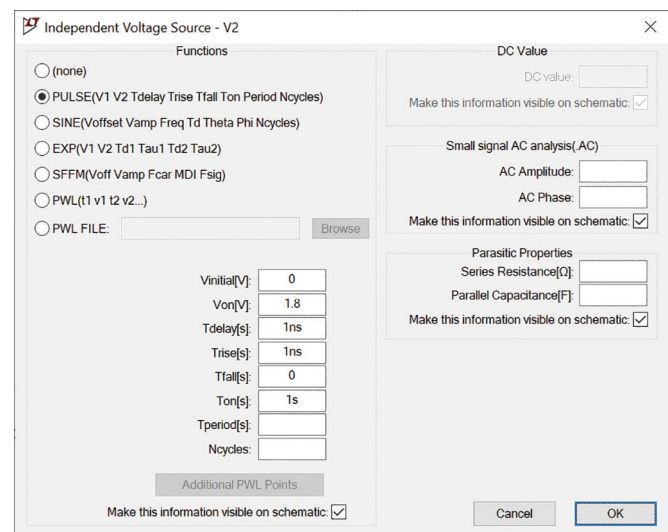 Independent Voltage Source - V2
Functions
(none)
PULSE(V1 V2 Tdelay Trise Tfall Ton Period Ncycles)
SINE(Voffset Vamp Freq Td Theta Phi Ncycles)
EXP(V1 V2 Td1 Tau1 Td2 Tau2)
SFFM(Voff Vamp Fcar MDI Fsig)
PWL(t1 v1 t2 v2...)
PWL FILE: Browse
Vinitial[V]: 0
Von[V]: 1.8
Tdelay[s]: 1ns
Trise[s]: 1ns
Tfall[s]: 0
Ton[s]: 1s
Tperiod[s]:
Ncycles:
Additional PWL Points
Make this information visible on schematic:
DC Value
DC value:
Make this information visible on schematic:
Small signal AC analysis(.AC)
AC Amplitude:
AC Phase:
Make this information visible on schematic:
Parasitic Properties
Series Resistance[Ω]:
Parallel Capacitance[F]:
Make this information visible on schematic:
Cancel OK